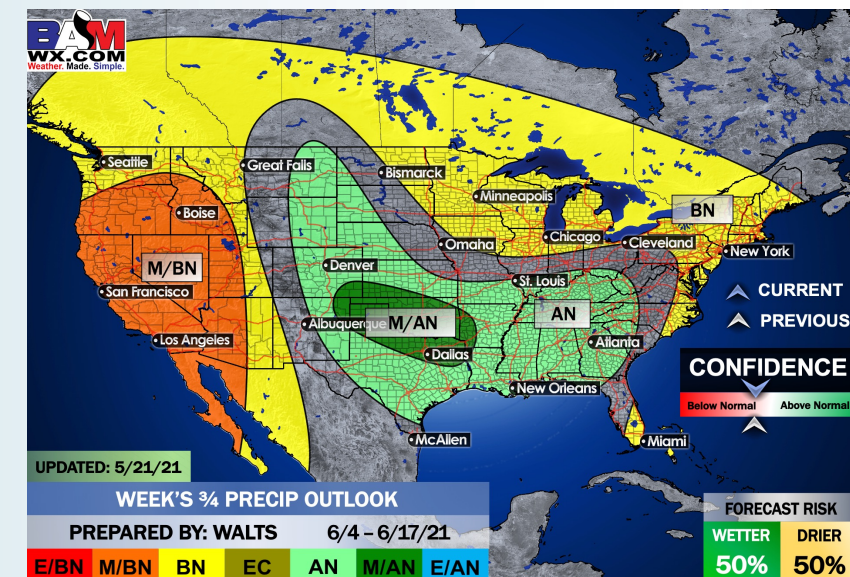 BAM
WX.COM
Weather. Made. Simple.
Seattle
Great Falls
Bismarck
Minneapolis
Boise
BN
Omaha
Chicago
Cleveland
New York
M/BN
Denver
St. Louis
San Francisco
CURRENT
Albuquerque
M/AN
AN
PREVIOUS
Los Angeles
Dallas
Atlanta
CONFIDENCE
New Orleans
Below Normal
Above Normal
McAllen
Miami
UPDATED: 5/21/21
WEEK'S ¾ PRECIP OUTLOOK
PREPARED BY: WALTS 6/4 – 6/17/21
E/BN M/BN BN EC AN M/AN E/AN
FORECAST RISK
WETTER DRIER
50% 50%